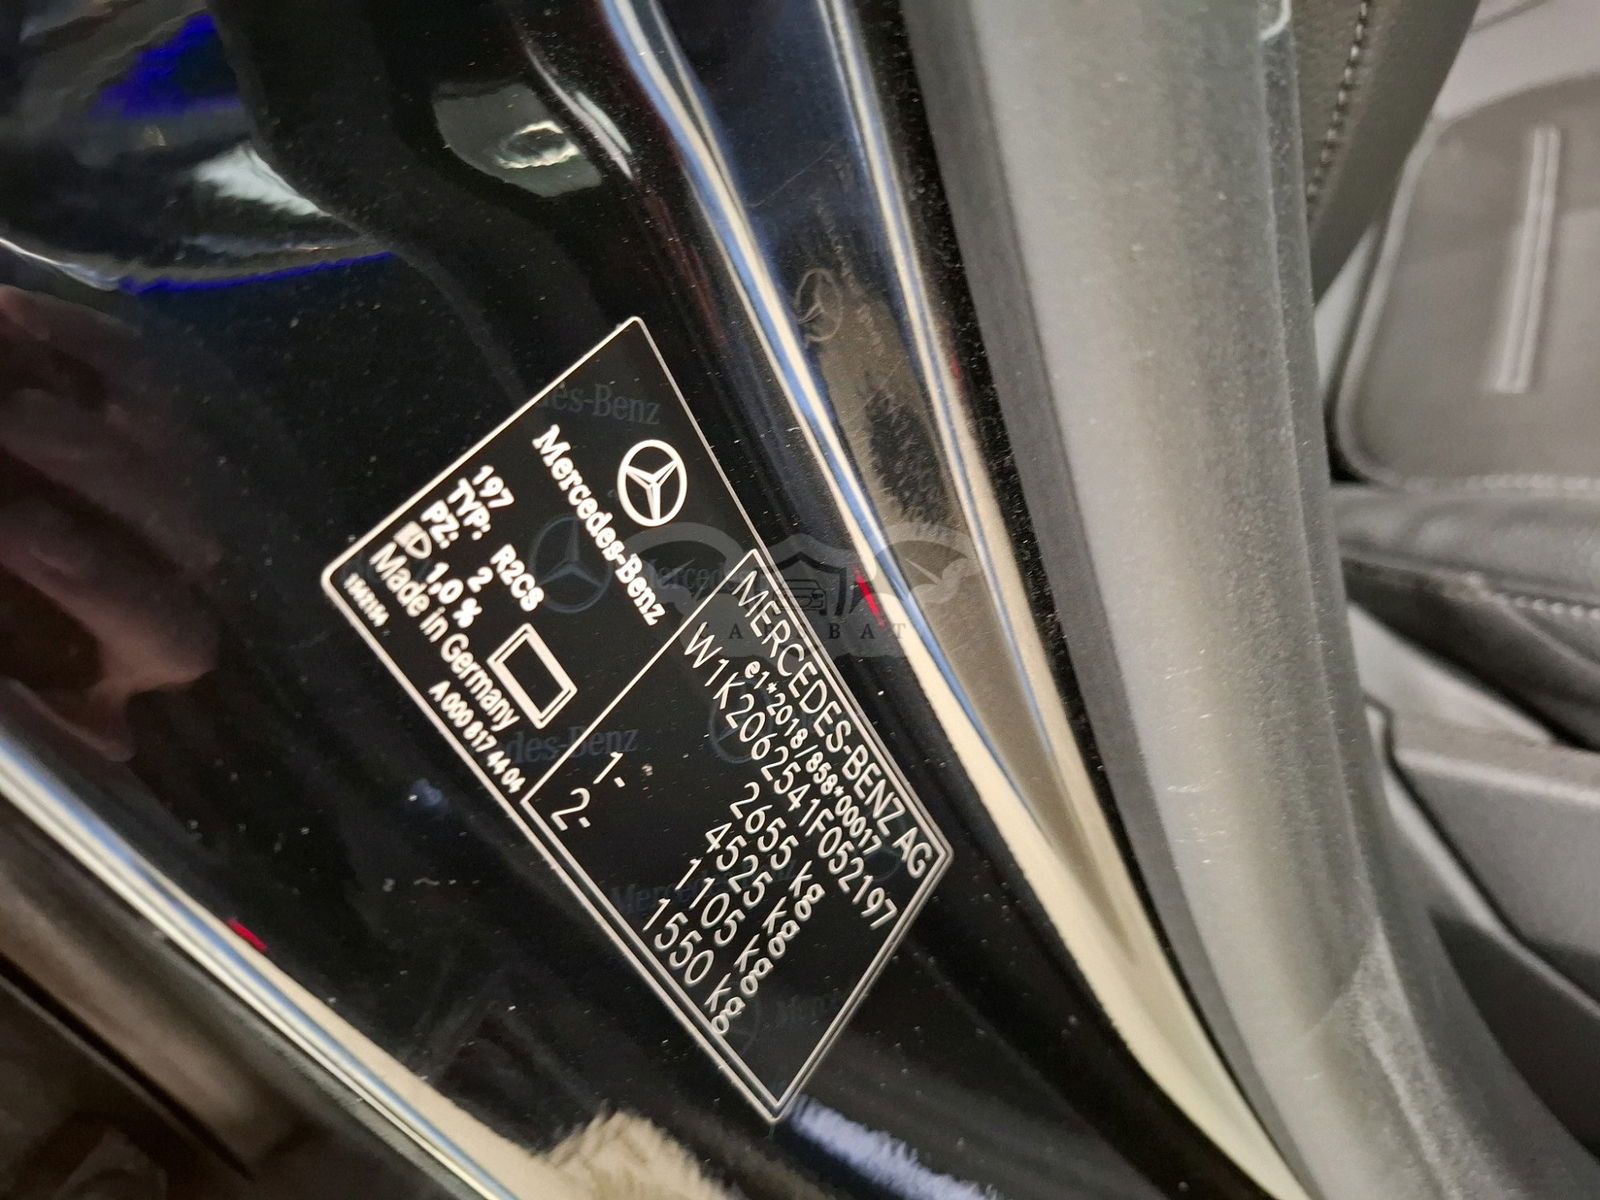 Mercedes-Benz
197
TYP: R2CS
PZ: 2
1,0 %
Made in Germany
A 000 817 44 04
MERCEDES-BENZ AG
e1*2018/858*00017
W1K2062541F052197
2655 kg
4525 kg
1- 1105 kg
2- 1550 kg